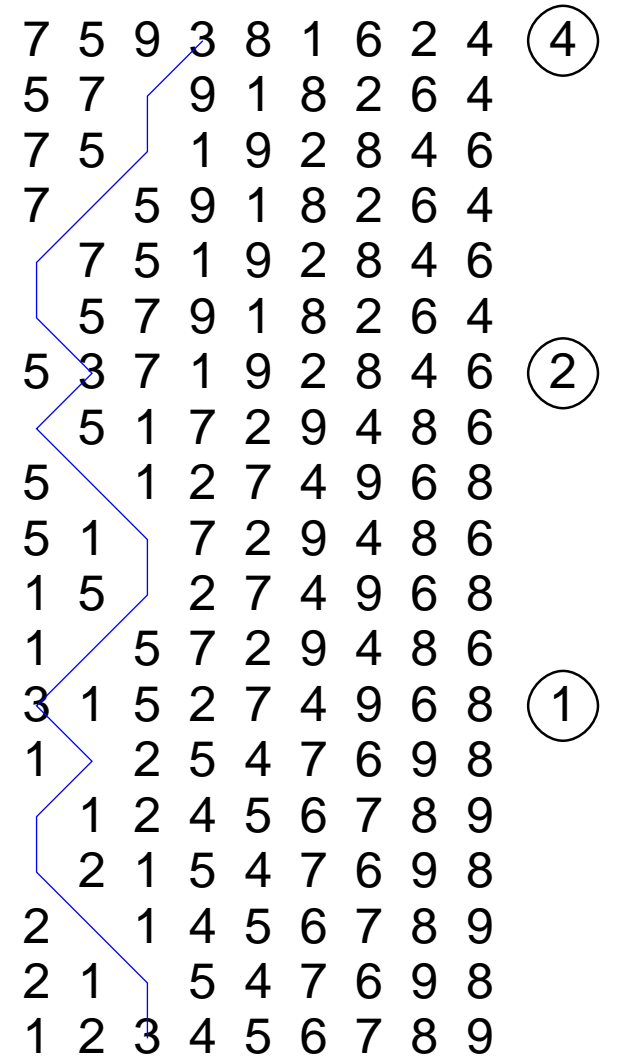 7 5 9 3 8 1 6 2 4 4
5 7 9 1 8 2 6 4
7 5 1 9 2 8 4 6
7 5 9 1 8 2 6 4
7 5 1 9 2 8 4 6
5 7 9 1 8 2 6 4
5 3 7 1 9 2 8 4 6 2
5 1 7 2 9 4 8 6
5 1 2 7 4 9 6 8
5 1 7 2 9 4 8 6
1 5 2 7 4 9 6 8
1 5 7 2 9 4 8 6
3 1 5 2 7 4 9 6 8 1
1 2 5 4 7 6 9 8
1 2 4 5 6 7 8 9
2 1 5 4 7 6 9 8
2 1 4 5 6 7 8 9
2 1 5 4 7 6 9 8
1 2 3 4 5 6 7 8 9